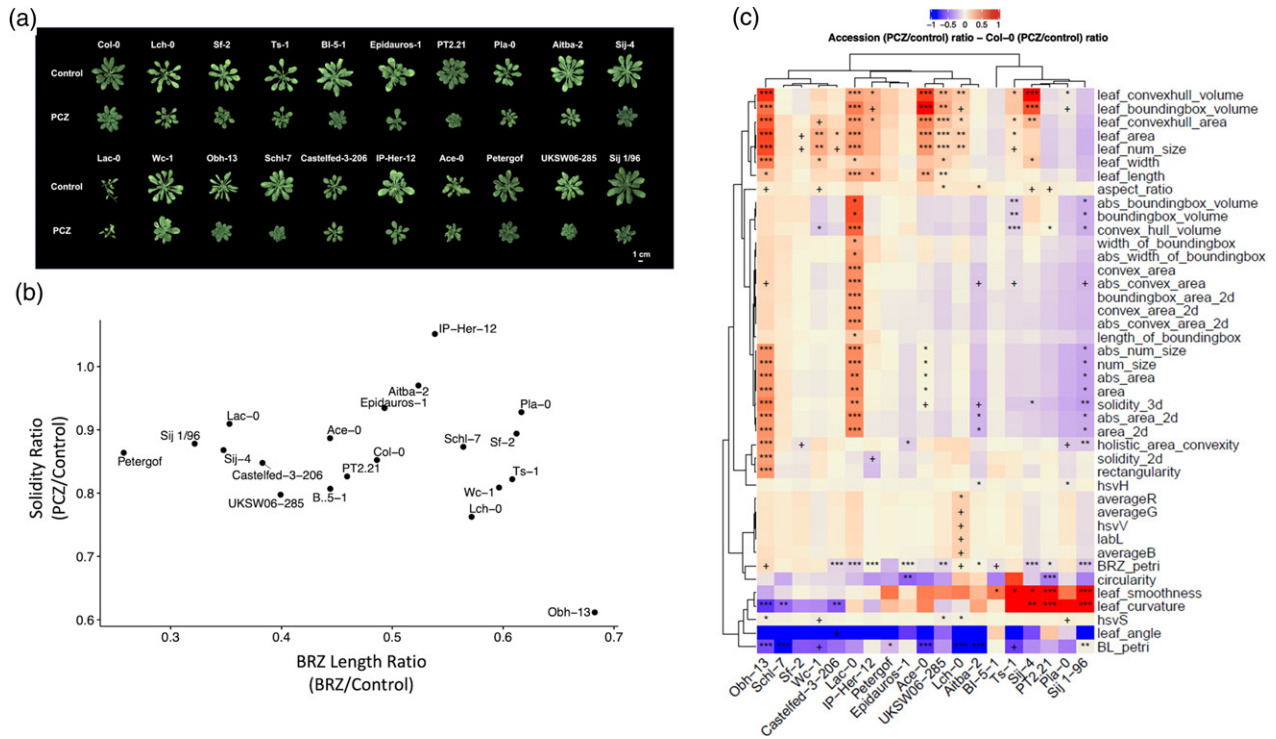 (a)
Col-0 Lch-0 Sf-2 Ts-1 Bl-5-1 Epidauros-1 PT2.21 Pla-0 Aitba-2 Sij-4
Control
PCZ
Lac-0 Wc-1 Obh-13 Schl-7 Castelfed-3-206 IP-Her-12 Ace-0 Petergof UKSW06-285 Sij 1/96
Control
PCZ
1 cm
(b)
Solidity Ratio
(PCZ/Control)
1.0
0.9
0.8
0.7
0.6
IP−Her−12
Aitba−2
Epidauros−1
Pla−0
Lac−0
Ace−0
Sij 1/96
Schl−7
Sf−2
Petergof
Sij−4
Col−0
Castelfed−3−206
PT2.21
Ts−1
UKSW06−285
B..5−1
Wc−1
Lch−0
Obh−13
0.3 0.4 0.5 0.6 0.7
BRZ Length Ratio
(BRZ/Control)
(c)
−1 −0.5 0 0.5 1
Accession (PCZ/control) ratio − Col−0 (PCZ/control) ratio
leaf_convexhull_volume
leaf_boundingbox_volume
leaf_convexhull_area
leaf_area
leaf_num_size
leaf_width
leaf_length
aspect_ratio
abs_boundingbox_volume
boundingbox_volume
convex_hull_volume
width_of_boundingbox
abs_width_of_boundingbox
convex_area
abs_convex_area
boundingbox_area_2d
convex_area_2d
abs_convex_area_2d
length_of_boundingbox
abs_num_size
num_size
abs_area
area
solidity_3d
abs_area_2d
area_2d
holistic_area_convexity
solidity_2d
rectangularity
hsvH
averageR
averageG
hsvV
labL
averageB
BRZ_petri
circularity
leaf_smoothness
leaf_curvature
hsvS
leaf_angle
BL_petri
Obh−13
Schl−7
Sf−2
Wc−1
Castelfed−3−206
Lac−0
IP−Her−12
Petergof
Epidauros−1
Ace−0
UKSW06−285
Lch−0
Aitba−2
Bl−5−1
Ts−1
Sij−4
PT2.21
Pla−0
Sij 1−96